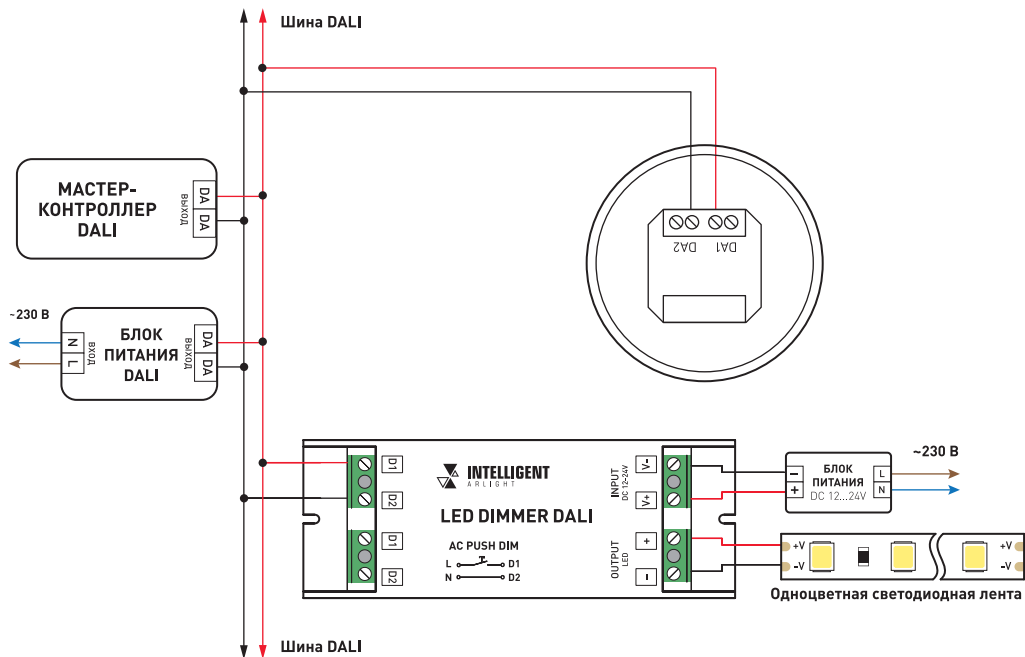 Шина DALI
МАСТЕР-
КОНТРОЛЛЕР
DALI
ВЫХОД
DA
DA
DA2
DA1
~230 В
N
L
ВХОД
БЛОК
ПИТАНИЯ
DALI
ВЫХОД
DA
DA
D1
D2
D1
D2
INTELLIGENT
ARLIGHT
LED DIMMER DALI
AC PUSH DIM
L D1
N D2
INPUT
DC 12-24V
V-
V+
OUTPUT
LED
+
–
–
+
БЛОК
ПИТАНИЯ
DC 12...24V
L
N
~230 В
+V
-V
+V
-V
Одноцветная светодиодная лента
Шина DALI